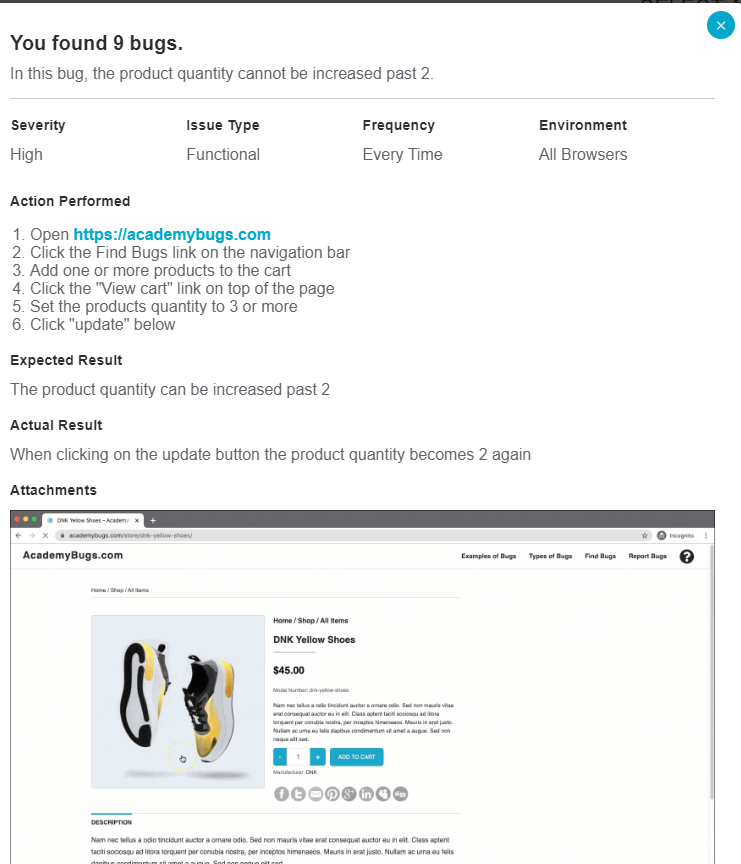 You found 9 bugs.
In this bug, the product quantity cannot be increased past 2.
Severity
Issue Type
Frequency
Environment
High
Functional
Every Time
All Browsers
Action Performed
1. Open https://academybugs.com
2. Click the Find Bugs link on the navigation bar
3. Add one or more products to the cart
4. Click the "View cart" link on top of the page
5. Set the products quantity to 3 or more
6. Click "update" below
Expected Result
The product quantity can be increased past 2
Actual Result
When clicking on the update button the product quantity becomes 2 again
Attachments
DNK Yellow Shoes – Academy
academybugs.com/store/dnk-yellow-shoes/
Incognito
AcademyBugs.com
Examples of Bugs
Types of Bugs
Find Bugs
Report Bugs
Home / Shop / All Items
Home / Shop / All Items
DNK Yellow Shoes
$45.00
Model Number: dnk-yellow-shoes
Nam nec tellus a odio tincidunt auctor a ornare odio. Sed non mauris vitae
erat consequat auctor eu in elit. Class aptent taciti sociosqu ad litora
torquent per conubia nostra, per inceptos himenaeos. Mauris in erat justo.
Nullam ac urna eu felis dapibus condimentum sit amet a augue. Sed non
neque elit sed.
- 1 + ADD TO CART
Manufacturer: DNK
DESCRIPTION
Nam nec tellus a odio tincidunt auctor a ornare odio. Sed non mauris vitae erat consequat auctor eu in elit. Class aptent
taciti sociosqu ad litora torquent per conubia nostra, per inceptos himenaeos. Mauris in erat justo. Nullam ac urna eu felis
dapibus condimentum sit amet a augue. Sed non neque elit sed.